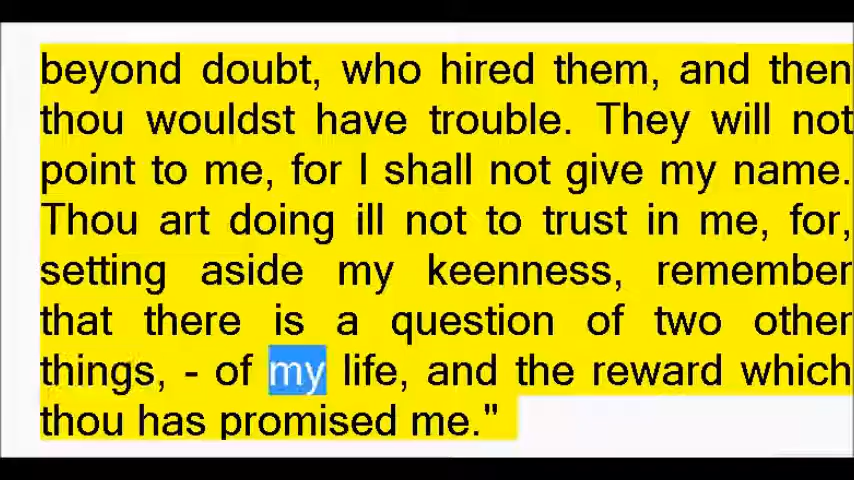 beyond doubt, who hired them, and then
thou wouldst have trouble. They will not
point to me, for I shall not give my name.
Thou art doing ill not to trust in me, for,
setting aside my keenness, remember
that there is a question of two other
things, - of my life, and the reward which
thou has promised me."